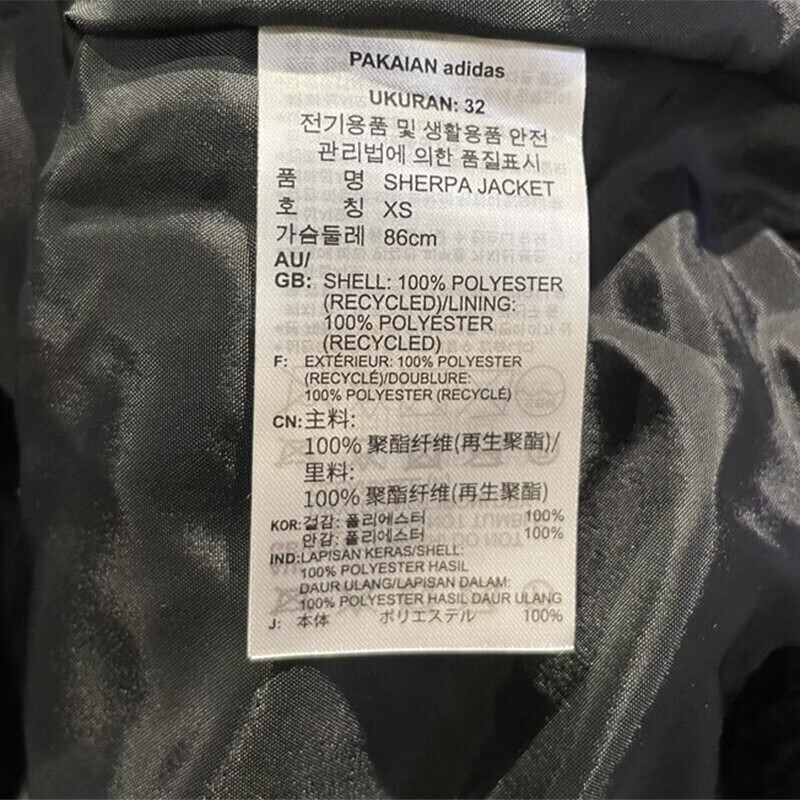 PAKAIAN adidas
UKURAN: 32
전기용품 및 생활용품 안전
관리법에 의한 품질표시
품 명 SHERPA JACKET
호 칭 XS
가슴둘레 86cm
AU/
GB: SHELL: 100% POLYESTER
(RECYCLED)/LINING:
100% POLYESTER
(RECYCLED)
F: EXTÉRIEUR: 100% POLYESTER
(RECYCLÉ)/DOUBLURE:
100% POLYESTER (RECYCLÉ)
CN: 主料:
100% 聚酯纤维(再生聚酯)/
里料:
100% 聚酯纤维(再生聚酯)
KOR: 겉감: 폴리에스터 100%
안감: 폴리에스터 100%
IND: LAPISAN KERAS/SHELL:
100% POLYESTER HASIL
DAUR ULANG/LAPISAN DALAM:
100% POLYESTER HASIL DAUR ULANG
J: 本体 ポリエステル 100%